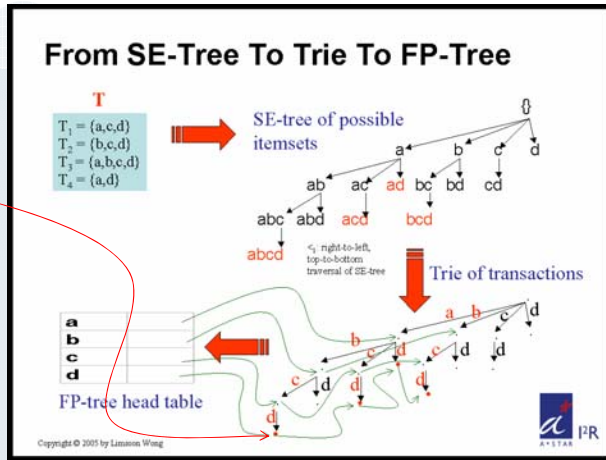 From SE-Tree To Trie To FP-Tree
T
T1 = {a,c,d}
T2 = {b,c,d}
T3 = {a,b,c,d}
T4 = {a,d}
SE-tree of possible
itemsets
{}
a b c d
ab ac ad bc bd cd
abc abd acd bcd
abcd
<: right-to-left,
top-to-bottom
traversal of SE-tree
Trie of transactions
a b c d
b c d c d d
c d d d
d
a
b
c
d
FP-tree head table
Copyright © 2005 by Limsoon Wong
a
A*STAR
I²R